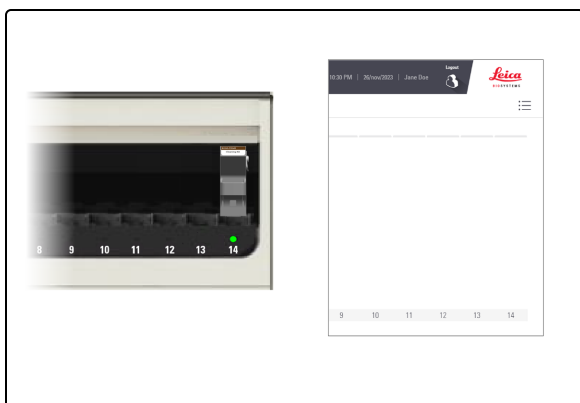 8 9 10 11 12 13 14
10:30 PM | 26/nov/2023 | Jane Doe
Logout
Leica
BIOSYSTEMS
9 10 11 12 13 14